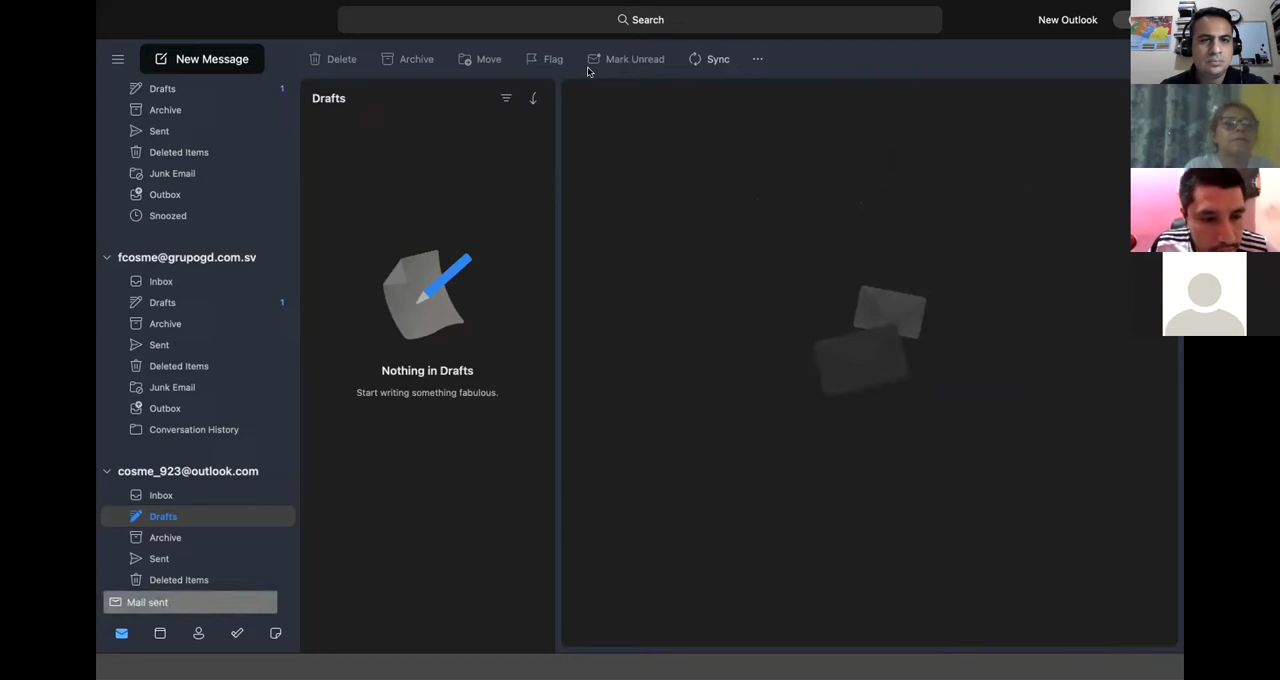 Search
New Outlook
New Message
Delete
Archive
Move
Flag
Mark Unread
Sync
Drafts 1
Archive
Sent
Deleted Items
Junk Email
Outbox
Snoozed
fcosme@grupogd.com.sv
Inbox
Drafts 1
Archive
Sent
Deleted Items
Junk Email
Outbox
Conversation History
cosme_923@outlook.com
Inbox
Drafts
Archive
Sent
Deleted Items
Mail sent
Drafts
Nothing in Drafts
Start writing something fabulous.